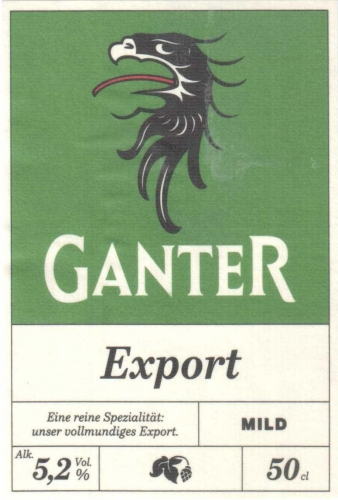 GANTER
Export
Eine reine Spezialität:
unser vollmundiges Export.
MILD
Alk. 5,2 Vol. %
50 cl